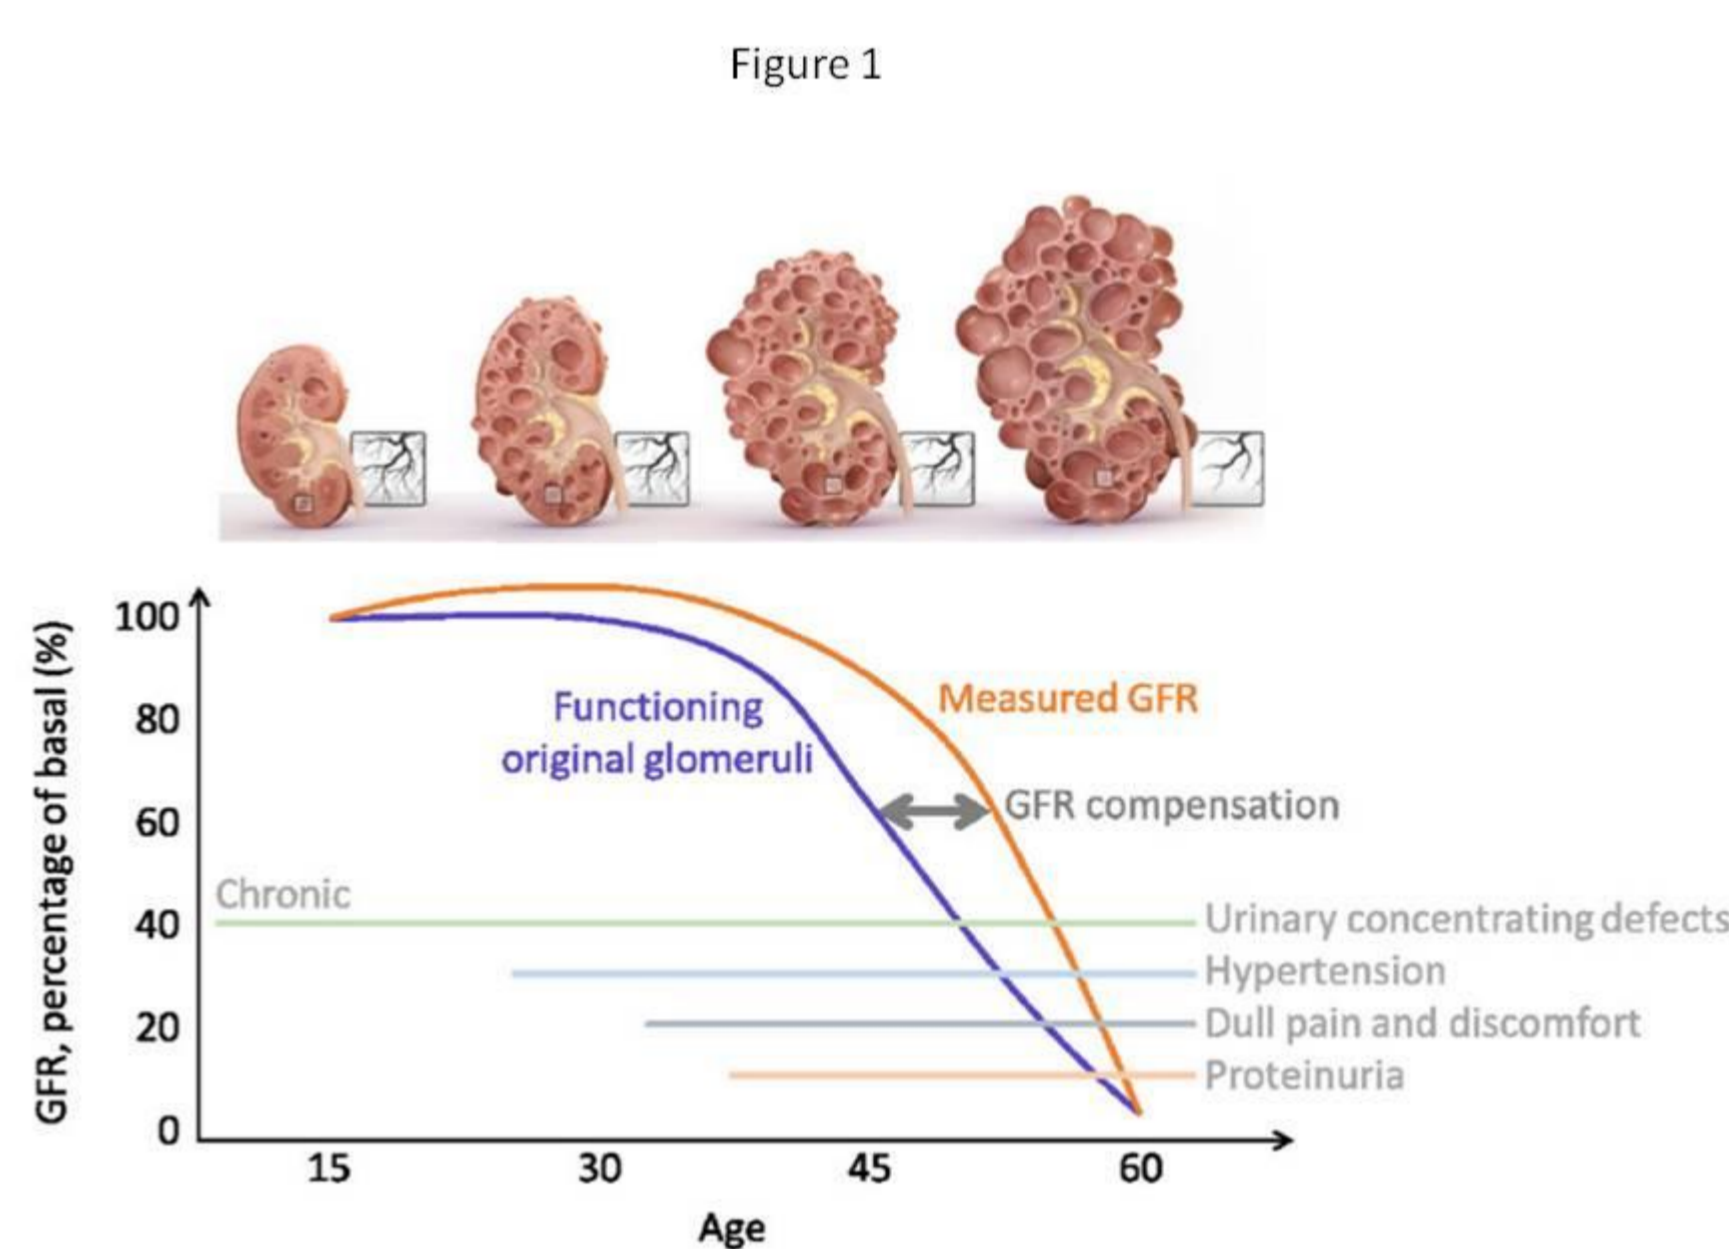 Figure 1
GFR, percentage of basal (%)
100
80
60
40
20
0
Functioning
original glomeruli
Measured GFR
GFR compensation
Chronic
Urinary concentrating defects
Hypertension
Dull pain and discomfort
Proteinuria
15 30 45 60
Age